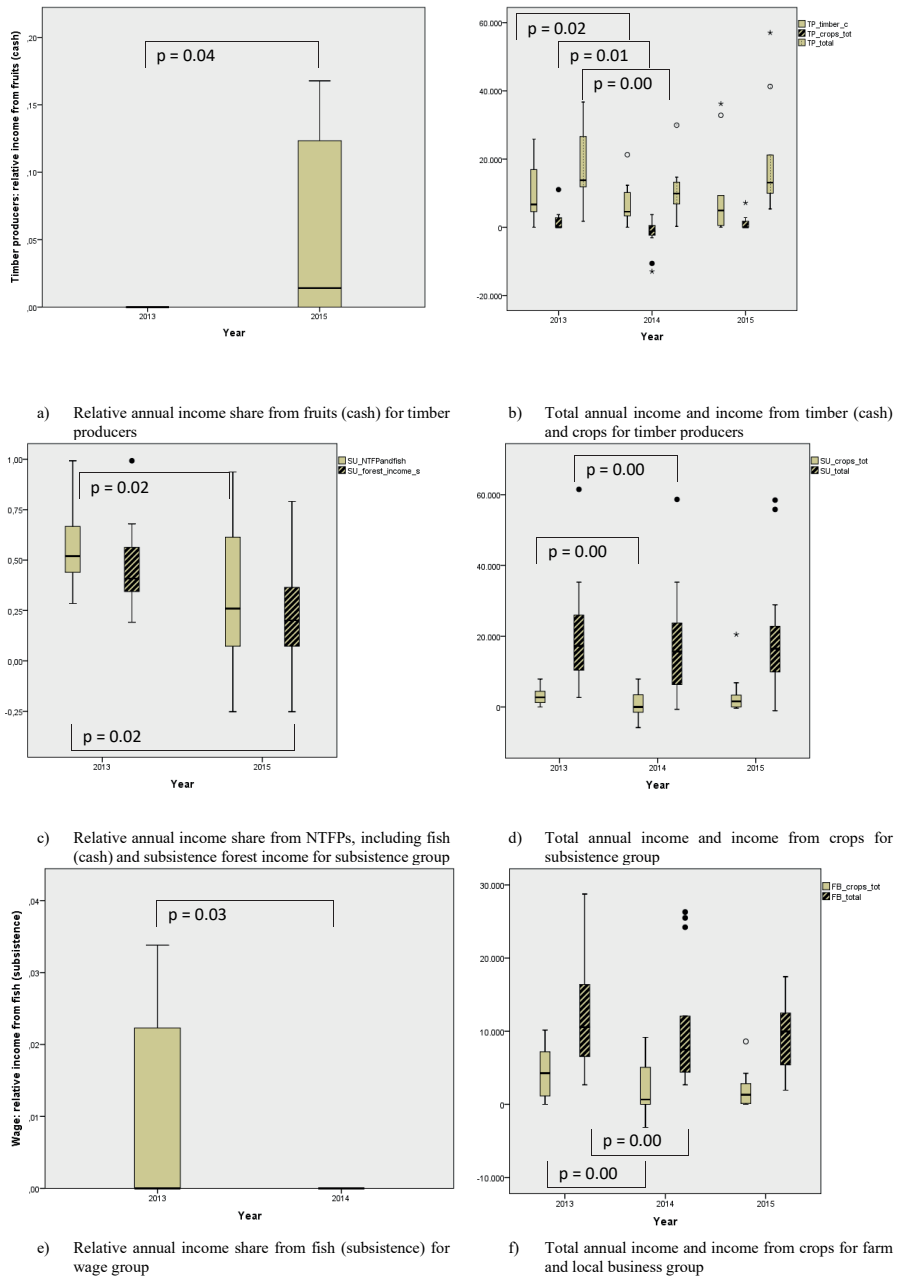 Timber producers: relative income from fruits (cash)
,20
,15
,10
,05
,00
p = 0.04
2013 2015
Year
60.000
40.000
20.000
0
-20.000
TP_timber_c
TP_crops_tot
TP_total
p = 0.02
p = 0.01
p = 0.00
2013 2014 2015
Year
a) Relative annual income share from fruits (cash) for timber
producers
b) Total annual income and income from timber (cash)
and crops for timber producers
1,00
0,75
0,50
0,25
0,00
-0,25
SU_NTFPandfish
SU_forest_income_s
p = 0.02
p = 0.02
2013 2015
Year
60.000
40.000
20.000
0
SU_crops_tot
SU_total
p = 0.00
p = 0.00
2013 2014 2015
Year
c) Relative annual income share from NTFPs, including fish
(cash) and subsistence forest income for subsistence group
d) Total annual income and income from crops for
subsistence group
Wage: relative income from fish (subsistence)
,04
,03
,02
,01
,00
p = 0.03
2013 2014
Year
30.000
20.000
10.000
0
-10.000
FB_crops_tot
FB_total
p = 0.00
p = 0.00
2013 2014 2015
Year
e) Relative annual income share from fish (subsistence) for
wage group
f) Total annual income and income from crops for farm
and local business group